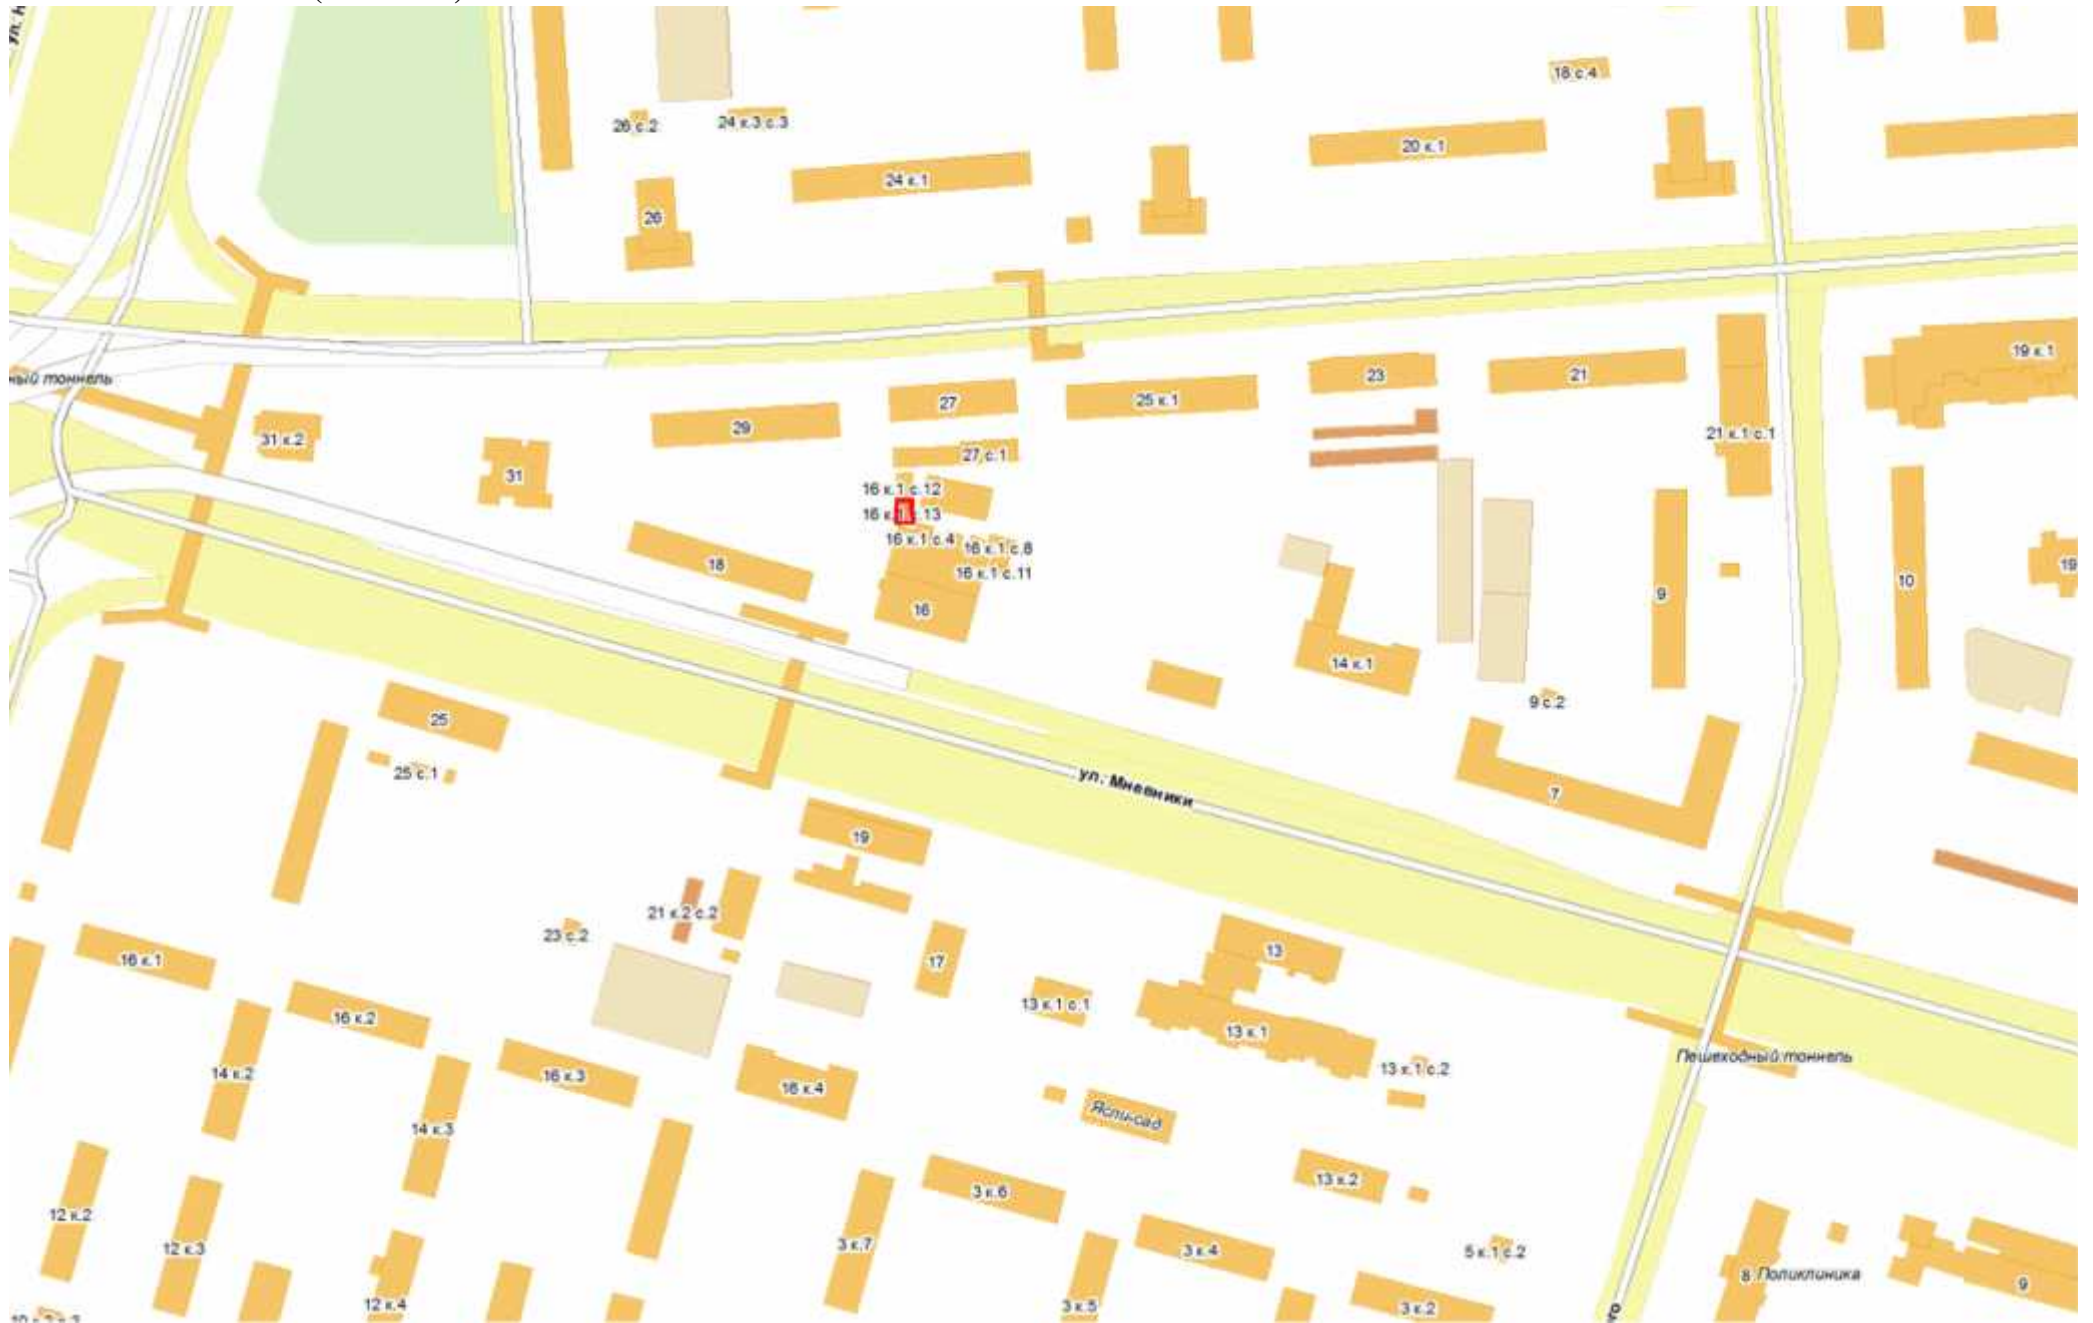 18 с.4
26 с.2
24 к.3 с.3
20 к.1
24 к.1
26
19 к.1
ный тоннель
23
21
27
25 к.1
29
31 к.2
21 к.1 с.1
27 с.1
31
16 к.1 с.12
16 к.1 с.13
16 к.1 с.4
16 к.1 с.8
18
16 к.1 с.11
19
10
9
16
14 к.1
9 с.2
25
25 с.1
ул. Мневники
7
19
21 к.2 с.2
23 с.2
13
16 к.1
17
13 к.1 с.1
16 к.2
13 к.1
Пешеходный тоннель
14 к.2
16 к.3
13 к.1 с.2
16 к.4
Ясли-сад
14 к.3
13 к.2
3 к.6
12 к.2
12 к.3
3 к.7
3 к.4
5 к.1 с.2
8 Поликлиника
9
12 к.4
3 к.5
3 к.2